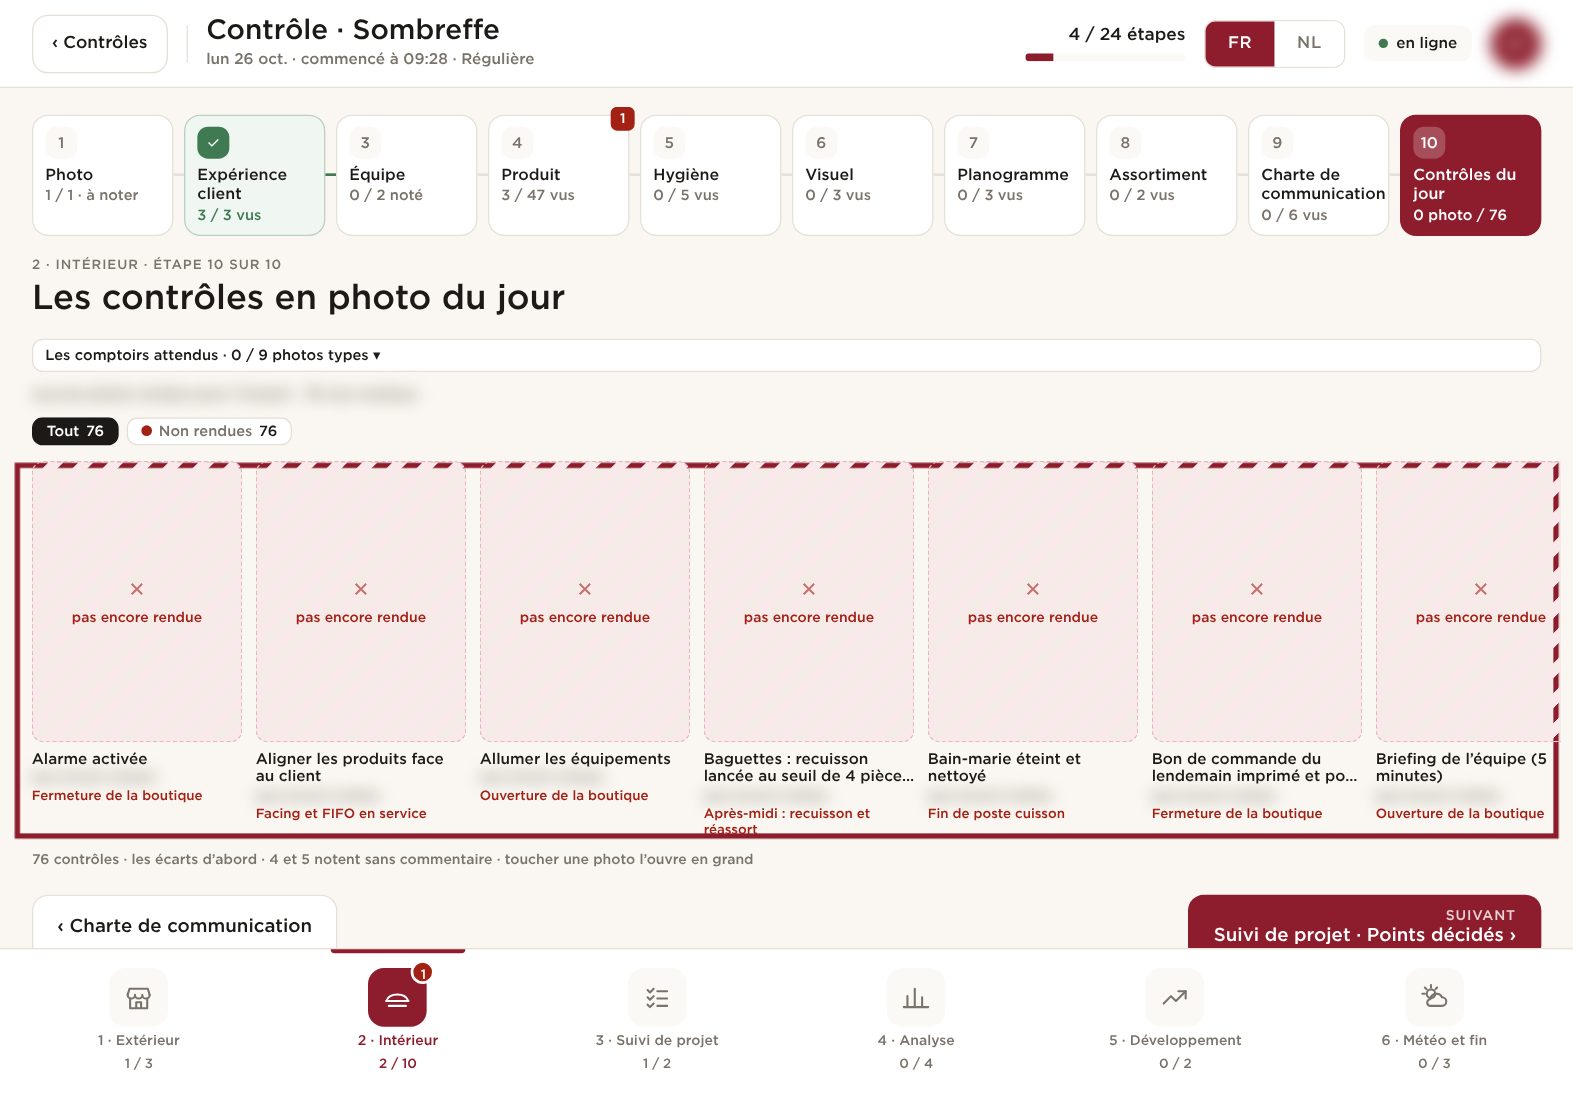 ‹ Contrôles
Contrôle · Sombreffe
lun 26 oct. · commencé à 09:28 · Régulière
4 / 24 étapes
FR
NL
en ligne
1
Photo
1 / 1 · à noter
Expérience
client
3 / 3 vus
3
Équipe
0 / 2 noté
1
4
Produit
3 / 47 vus
5
Hygiène
0 / 5 vus
6
Visuel
0 / 3 vus
7
Planogramme
0 / 3 vus
8
Assortiment
0 / 2 vus
9
Charte de
communication
0 / 6 vus
10
Contrôles du
jour
0 photo / 76
2 · INTÉRIEUR · ÉTAPE 10 SUR 10
Les contrôles en photo du jour
Les comptoirs attendus · 0 / 9 photos types ▾
Tout 76
Non rendues 76
pas encore rendue
pas encore rendue
pas encore rendue
pas encore rendue
pas encore rendue
pas encore rendue
pas encore rendue
Alarme activée
Fermeture de la boutique
Aligner les produits face
au client
Facing et FIFO en service
Allumer les équipements
Ouverture de la boutique
Baguettes : recuisson
lancée au seuil de 4 pièce...
Après-midi : recuisson et
réassort
Bain-marie éteint et
nettoyé
Fin de poste cuisson
Bon de commande du
lendemain imprimé et po...
Fermeture de la boutique
Briefing de l’équipe (5
minutes)
Ouverture de la boutique
76 contrôles · les écarts d’abord · 4 et 5 notent sans commentaire · toucher une photo l’ouvre en grand
‹ Charte de communication
SUIVANT
Suivi de projet · Points décidés ›
1 · Extérieur
1 / 3
1
2 · Intérieur
2 / 10
3 · Suivi de projet
1 / 2
4 · Analyse
0 / 4
5 · Développement
0 / 2
6 · Météo et fin
0 / 3